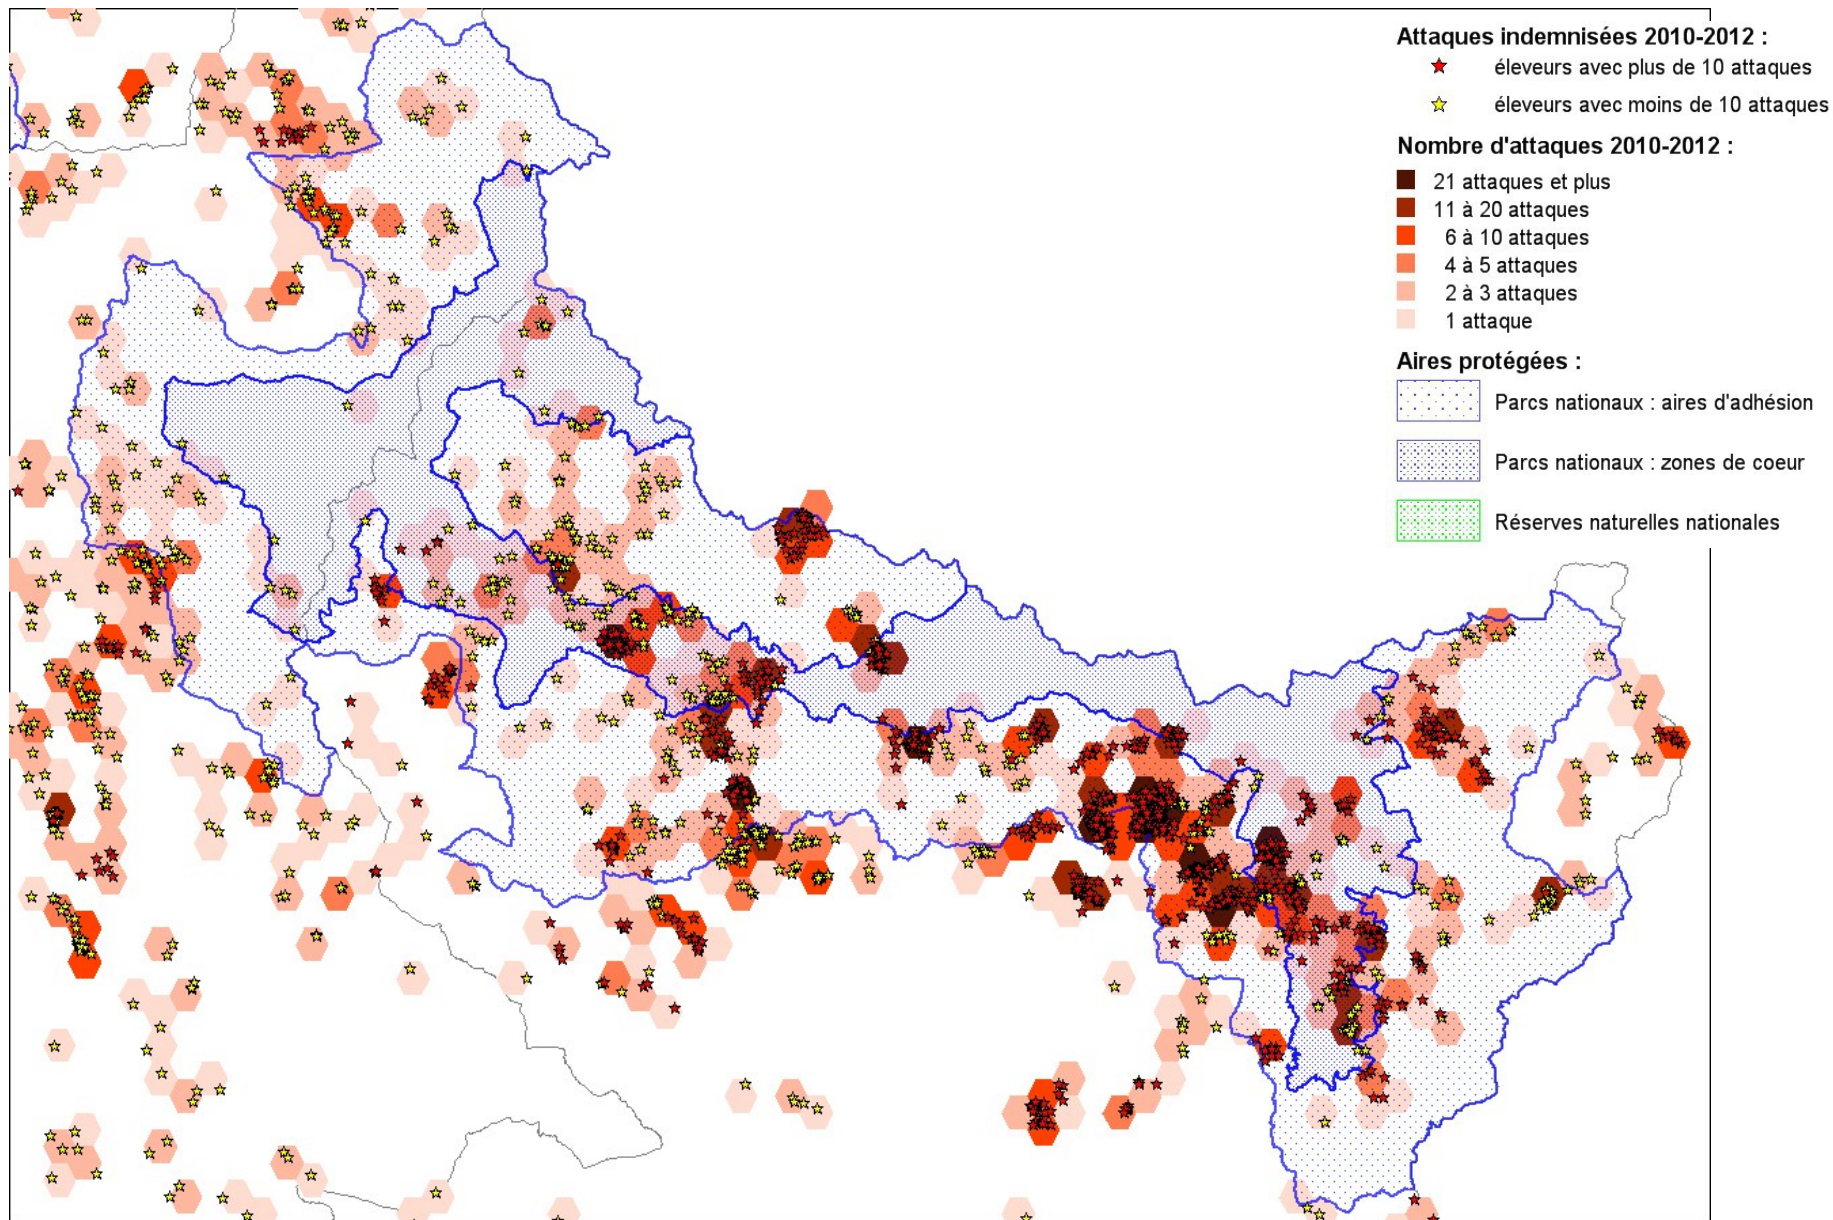 Attaques indemnisées 2010-2012 :
éleveurs avec plus de 10 attaques
éleveurs avec moins de 10 attaques
Nombre d'attaques 2010-2012 :
21 attaques et plus
11 à 20 attaques
6 à 10 attaques
4 à 5 attaques
2 à 3 attaques
1 attaque
Aires protégées :
Parcs nationaux : aires d'adhésion
Parcs nationaux : zones de coeur
Réserves naturelles nationales